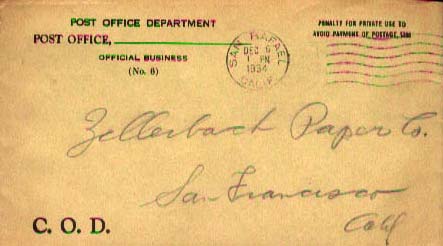 POST OFFICE DEPARTMENT
POST OFFICE,
OFFICIAL BUSINESS
(No. 6)
SAN RAFAEL
DEC 6
1 PM
1934
CALIF.
PENALTY FOR PRIVATE USE TO
AVOID PAYMENT OF POSTAGE, $300
Zellerbach Paper Co.
San Francisco
Calif
C. O. D.